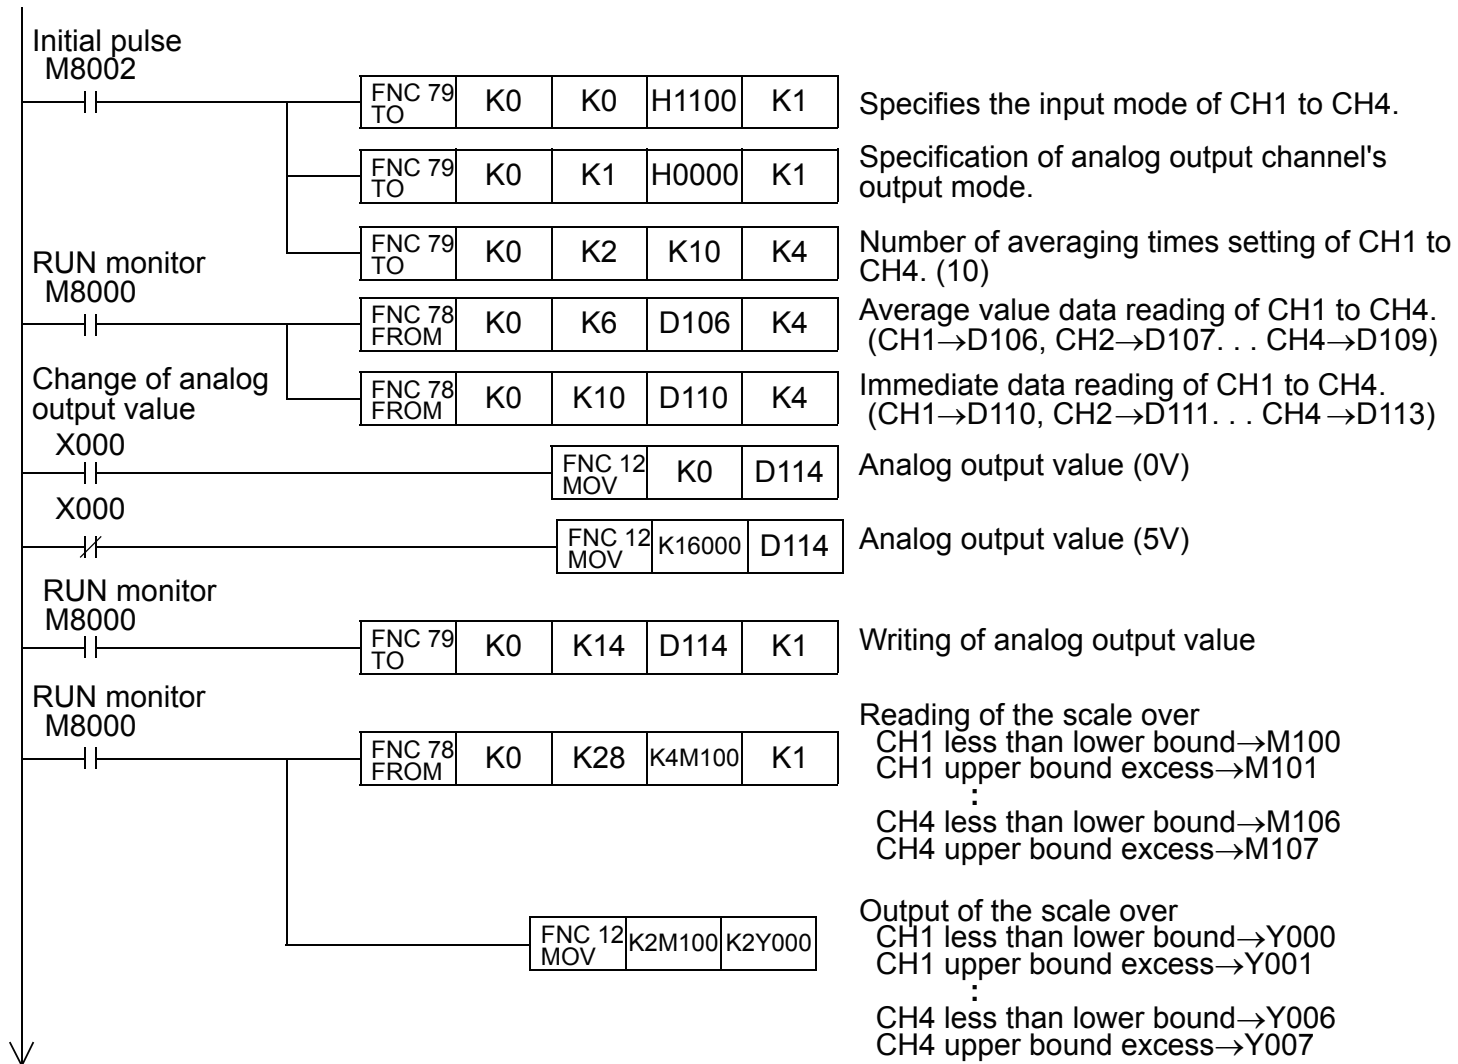 Initial pulse
M8002
FNC 79 TO K0 K0 H1100 K1
Specifies the input mode of CH1 to CH4.
FNC 79 TO K0 K1 H0000 K1
Specification of analog output channel's
output mode.
FNC 79 TO K0 K2 K10 K4
Number of averaging times setting of CH1 to
CH4. (10)
RUN monitor
M8000
FNC 78 FROM K0 K6 D106 K4
Average value data reading of CH1 to CH4.
(CH1→D106, CH2→D107. . . CH4→D109)
FNC 78 FROM K0 K10 D110 K4
Immediate data reading of CH1 to CH4.
(CH1→D110, CH2→D111. . . CH4→D113)
Change of analog
output value
X000
FNC 12 MOV K0 D114
Analog output value (0V)
X000
FNC 12 MOV K16000 D114
Analog output value (5V)
RUN monitor
M8000
FNC 79 TO K0 K14 D114 K1
Writing of analog output value
RUN monitor
M8000
FNC 78 FROM K0 K28 K4M100 K1
Reading of the scale over
CH1 less than lower bound→M100
CH1 upper bound excess→M101
:
CH4 less than lower bound→M106
CH4 upper bound excess→M107
FNC 12 MOV K2M100 K2Y000
Output of the scale over
CH1 less than lower bound→Y000
CH1 upper bound excess→Y001
:
CH4 less than lower bound→Y006
CH4 upper bound excess→Y007